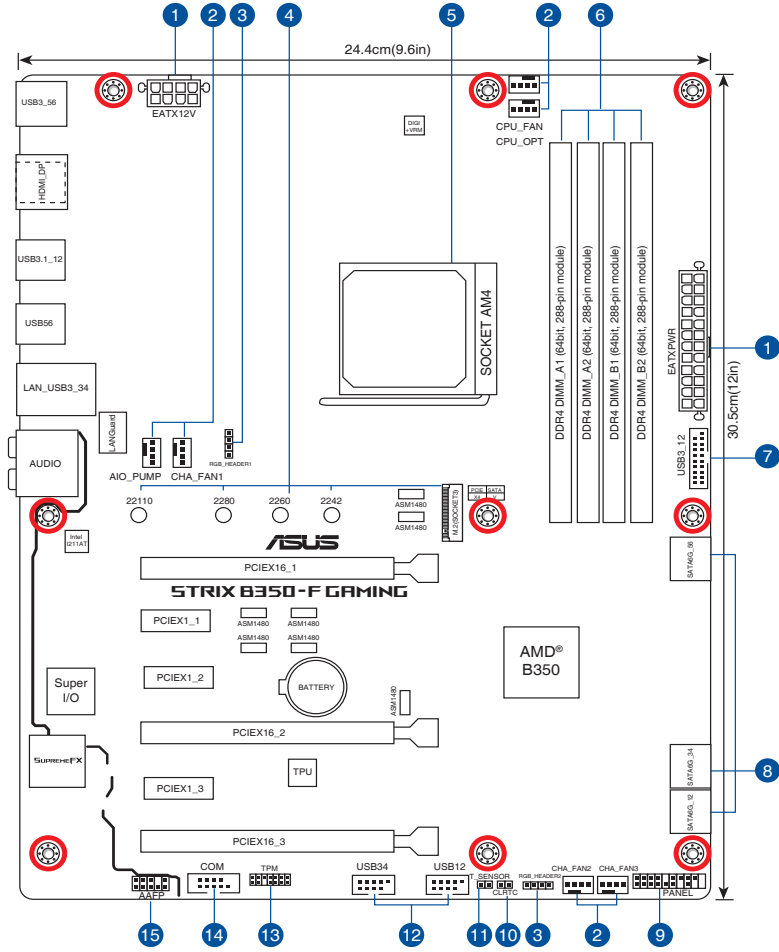 1
2
3
4
5
2
6
24.4cm(9.6in)
USB3_56
EATX12V
DIGI
+VRM
CPU_FAN
CPU_OPT
HDMI_DP
USB3.1_12
USB56
LAN_USB3_34
LANGuard
AUDIO
SOCKET AM4
DDR4 DIMM_A1 (64bit, 288-pin module)
DDR4 DIMM_A2 (64bit, 288-pin module)
DDR4 DIMM_B1 (64bit, 288-pin module)
DDR4 DIMM_B2 (64bit, 288-pin module)
EATXPWR
1
30.5cm(12in)
USB3_12
7
AIO_PUMP
CHA_FAN1
RGB_HEADER1
22110
2280
2260
2242
ASM1480
ASM1480
M.2(SOCKET3)
PCIE
SATA
X4
V
Intel
I211AT
ASUS
PCIEX16_1
STRIX B350-F GAMING
SATA6G_56
PCIEX1_1
ASM1480
ASM1480
ASM1480
ASM1480
AMD®
B350
PCIEX1_2
BATTERY
Super
I/O
ASM1480
PCIEX16_2
SupremeFX
TPU
SATA6G_34
8
PCIEX1_3
SATA6G_12
PCIEX16_3
AAFP
COM
TPM
USB34
USB12
T_SENSOR
CLRTC
RGB_HEADER2
CHA_FAN2
CHA_FAN3
PANEL
15
14
13
12
11
10
3
2
9